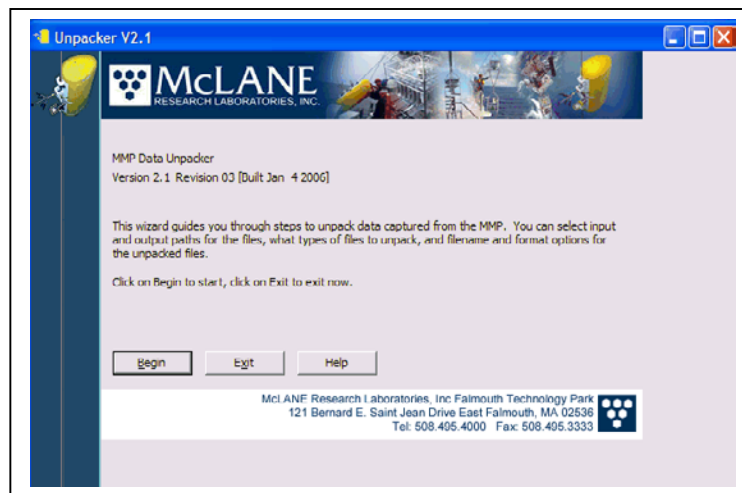 Unpacker V2.1
McLANE
RESEARCH LABORATORIES, INC.
MMP Data Unpacker
Version 2.1 Revision 03 [Built Jan 4 2006]
This wizard guides you through steps to unpack data captured from the MMP. You can select input
and output paths for the files, what types of files to unpack, and filename and format options for
the unpacked files.
Click on Begin to start, click on Exit to exit now.
Begin Exit Help
McLANE Research Laboratories, Inc Falmouth Technology Park
121 Bernard E. Saint Jean Drive East Falmouth, MA 02536
Tel: 508.495.4000 Fax: 508.495.3333